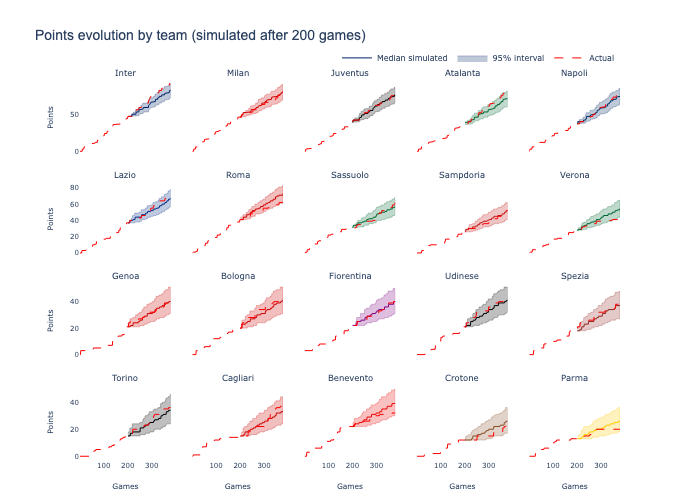 Points evolution by team (simulated after 200 games)
Median simulated 95% interval Actual
Inter Milan Juventus Atalanta Napoli
Points
50
0
Lazio Roma Sassuolo Sampdoria Verona
Points
80
60
40
20
0
Genoa Bologna Fiorentina Udinese Spezia
Points
40
20
0
Torino Cagliari Benevento Crotone Parma
Points
40
20
0
100 200 300 100 200 300 100 200 300 100 200 300 100 200 300
Games Games Games Games Games